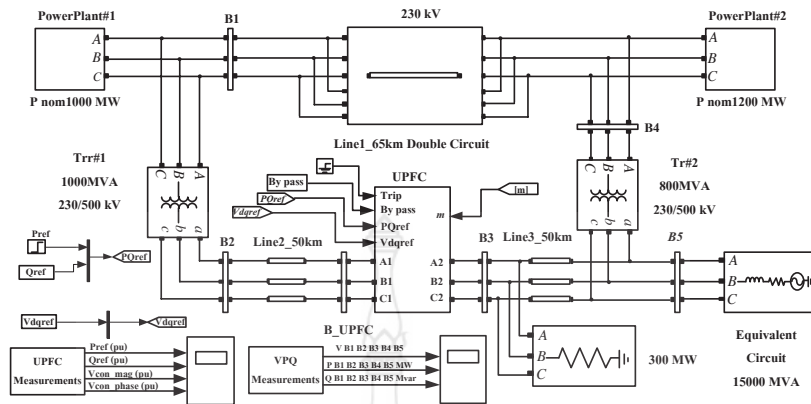 PowerPlant#1
B1
230 kV
PowerPlant#2
A
B
C
A
B
C
P nom1000 MW
P nom1200 MW
Line1_65km Double Circuit
B4
Trr#1
1000MVA
230/500 kV
C
B
A
c
b
a
UPFC
Trip
By pass
PQref
Vdqref
m
A1
B1
C1
A2
B2
C2
By pass
PQref
Vdqref
[m]
Tr#2
800MVA
230/500 kV
C
B
A
c
b
a
Pref
Qref
PQref
B2
Line2_50km
B3
Line3_50km
B5
A
B
C
Vdqref
Vdqref
B_UPFC
UPFC
Measurements
Pref (pu)
Qref (pu)
Vcon_mag (pu)
Vcon_phase (pu)
VPQ
Measurements
V B1 B2 B3 B4 B5
P B1 B2 B3 B4 B5 MW
Q B1 B2 B3 B4 B5 Mvar
A
B
C
300 MW
Equivalent
Circuit
15000 MVA